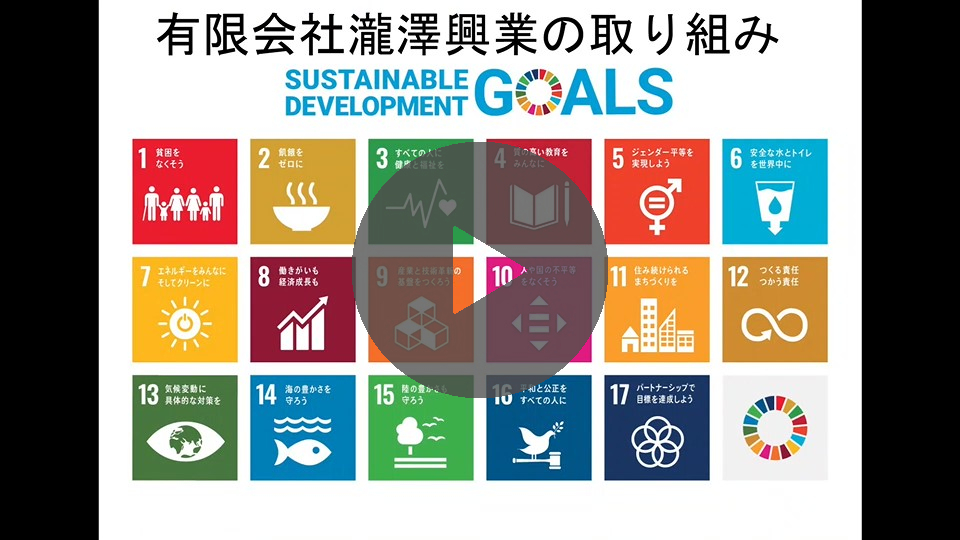 有限会社瀧澤興業の取り組み
SUSTAINABLE
DEVELOPMENT
GOALS
1 貧困を
なくそう
2 飢餓を
ゼロに
3 すべての人に
健康と福祉を
4 質の高い教育を
みんなに
5 ジェンダー平等を
実現しよう
6 安全な水とトイレ
を世界中に
7 エネルギーをみんなに
そしてクリーンに
8 働きがいも
経済成長も
9 産業と技術革新の
基盤をつくろう
10 人や国の不平等
をなくそう
11 住み続けられる
まちづくりを
12 つくる責任
つかう責任
13 気候変動に
具体的な対策を
14 海の豊かさを
守ろう
15 陸の豊かさも
守ろう
16 平和と公正を
すべての人に
17 パートナーシップで
目標を達成しよう